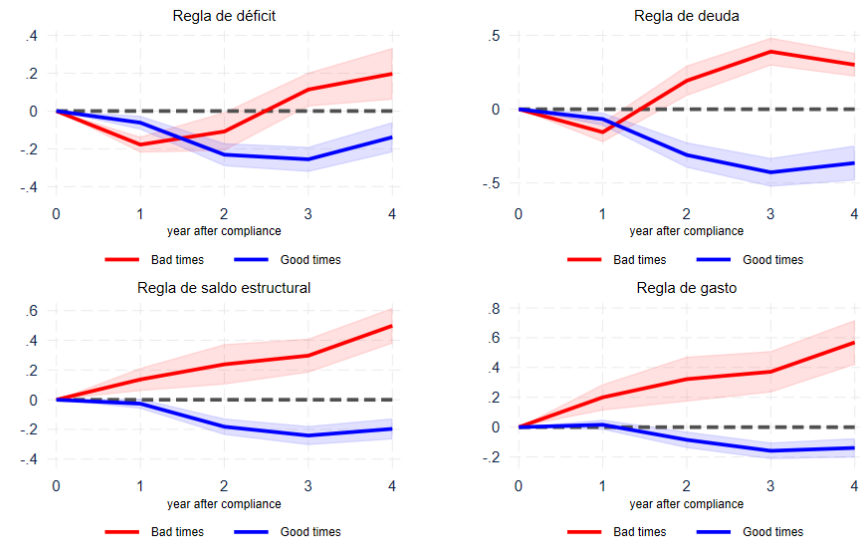 Regla de déficit
.4
.2
0
-.2
-.4
0 1 2 3 4
year after compliance
Bad times Good times
Regla de deuda
.5
0
-.5
0 1 2 3 4
year after compliance
Bad times Good times
Regla de saldo estructural
.6
.4
.2
0
-.2
-.4
0 1 2 3 4
year after compliance
Bad times Good times
Regla de gasto
.8
.6
.4
.2
0
-.2
0 1 2 3 4
year after compliance
Bad times Good times